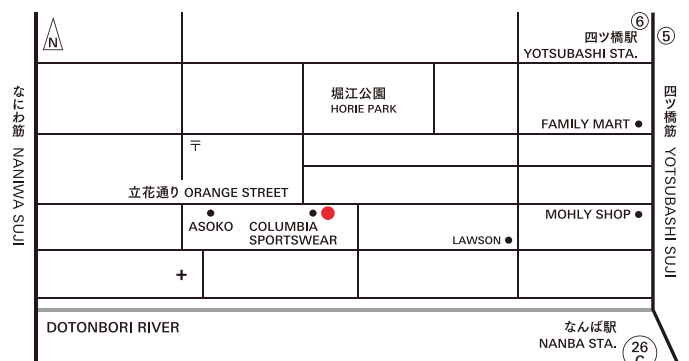 N
⑥
四ツ橋駅
⑤
YOTSUBASHI STA.
なにわ筋 NANIWA SUJI
堀江公園
HORIE PARK
四ツ橋筋 YOTSUBASHI SUJI
FAMILY MART
〒
立花通り ORANGE STREET
ASOKO
COLUMBIA
SPORTSWEAR
MOHLY SHOP
LAWSON
DOTONBORI RIVER
なんば駅
NANBA STA.
26